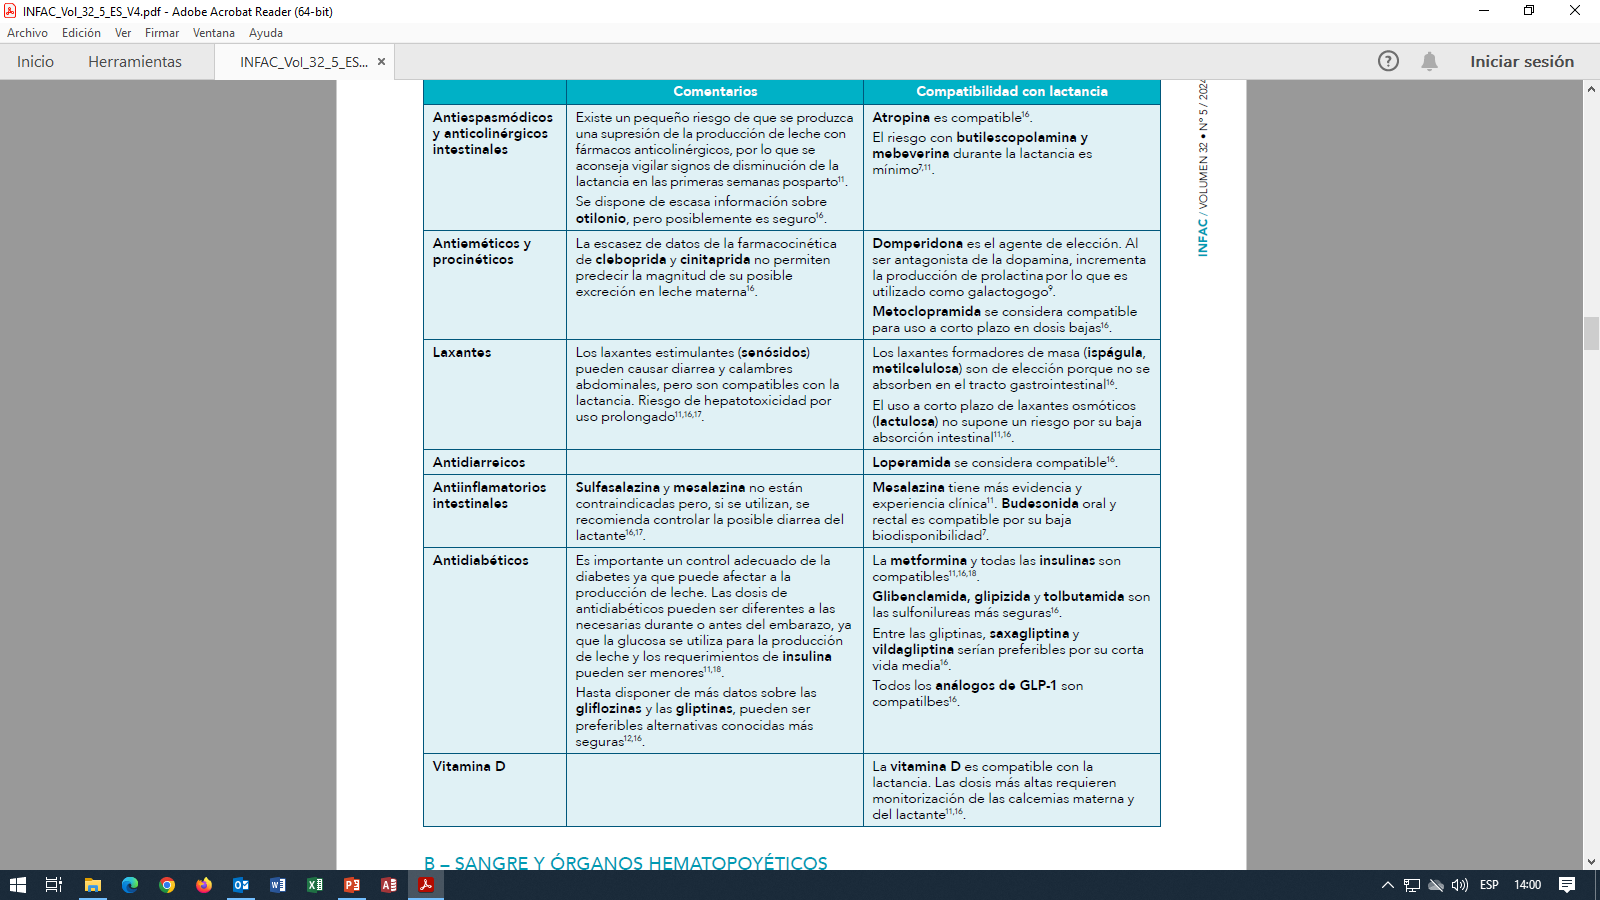 INFAC_Vol_32_5_ES_V4.pdf - Adobe Acrobat Reader (64-bit)
Archivo Edición Ver Firmar Ventana Ayuda
Inicio Herramientas INFAC_Vol_32_5_ES... × ? Iniciar sesión
Comentarios Compatibilidad con lactancia
Antiespasmódicos
y anticolinérgicos
intestinales
Existe un pequeño riesgo de que se produzca
una supresión de la producción de leche con
fármacos anticolinérgicos, por lo que se
aconseja vigilar signos de disminución de la
lactancia en las primeras semanas posparto11.
Se dispone de escasa información sobre
otilonio, pero posiblemente es seguro16.
Atropina es compatible16.
El riesgo con butilescopolamina y
mebeverina durante la lactancia es
mínimo7,11.
Antieméticos y
procinéticos
La escasez de datos de la farmacocinética
de cleboprida y cinitaprida no permiten
predecir la magnitud de su posible
excreción en leche materna16.
Domperidona es el agente de elección. Al
ser antagonista de la dopamina, incrementa
la producción de prolactina por lo que es
utilizado como galactogogo9.
Metoclopramida se considera compatible
para uso a corto plazo en dosis bajas16.
Laxantes
Los laxantes estimulantes (senósidos)
pueden causar diarrea y calambres
abdominales, pero son compatibles con la
lactancia. Riesgo de hepatotoxicidad por
uso prolongado11,16,17.
Los laxantes formadores de masa (ispágula,
metilcelulosa) son de elección porque no se
absorben en el tracto gastrointestinal16.
El uso a corto plazo de laxantes osmóticos
(lactulosa) no supone un riesgo por su baja
absorción intestinal11,16.
Antidiarreicos
Loperamida se considera compatible16.
Antiinflamatorios
intestinales
Sulfasalazina y mesalazina no están
contraindicadas pero, si se utilizan, se
recomienda controlar la posible diarrea del
lactante16,17.
Mesalazina tiene más evidencia y
experiencia clínica11. Budesonida oral y
rectal es compatible por su baja
biodisponibilidad7.
Antidiabéticos
Es importante un control adecuado de la
diabetes ya que puede afectar a la
producción de leche. Las dosis de
antidiabéticos pueden ser diferentes a las
necesarias durante o antes del embarazo, ya
que la glucosa se utiliza para la producción
de leche y los requerimientos de insulina
pueden ser menores11,18.
Hasta disponer de más datos sobre las
gliflozinas y las gliptinas, pueden ser
preferibles alternativas conocidas más
seguras12,16.
La metformina y todas las insulinas son
compatibles11,16,18.
Glibenclamida, glipizida y tolbutamida son
las sulfonilureas más seguras16.
Entre las gliptinas, saxagliptina y
vildagliptina serían preferibles por su corta
vida media16.
Todos los análogos de GLP-1 son
compatilbes16.
Vitamina D
La vitamina D es compatible con la
lactancia. Las dosis más altas requieren
monitorización de las calcemias materna y
del lactante11,16.
B – SANGRE Y ÓRGANOS HEMATOPOYÉTICOS
INFAC / VOLUMEN 32 • Nº 5 / 2024
ESP 14:00